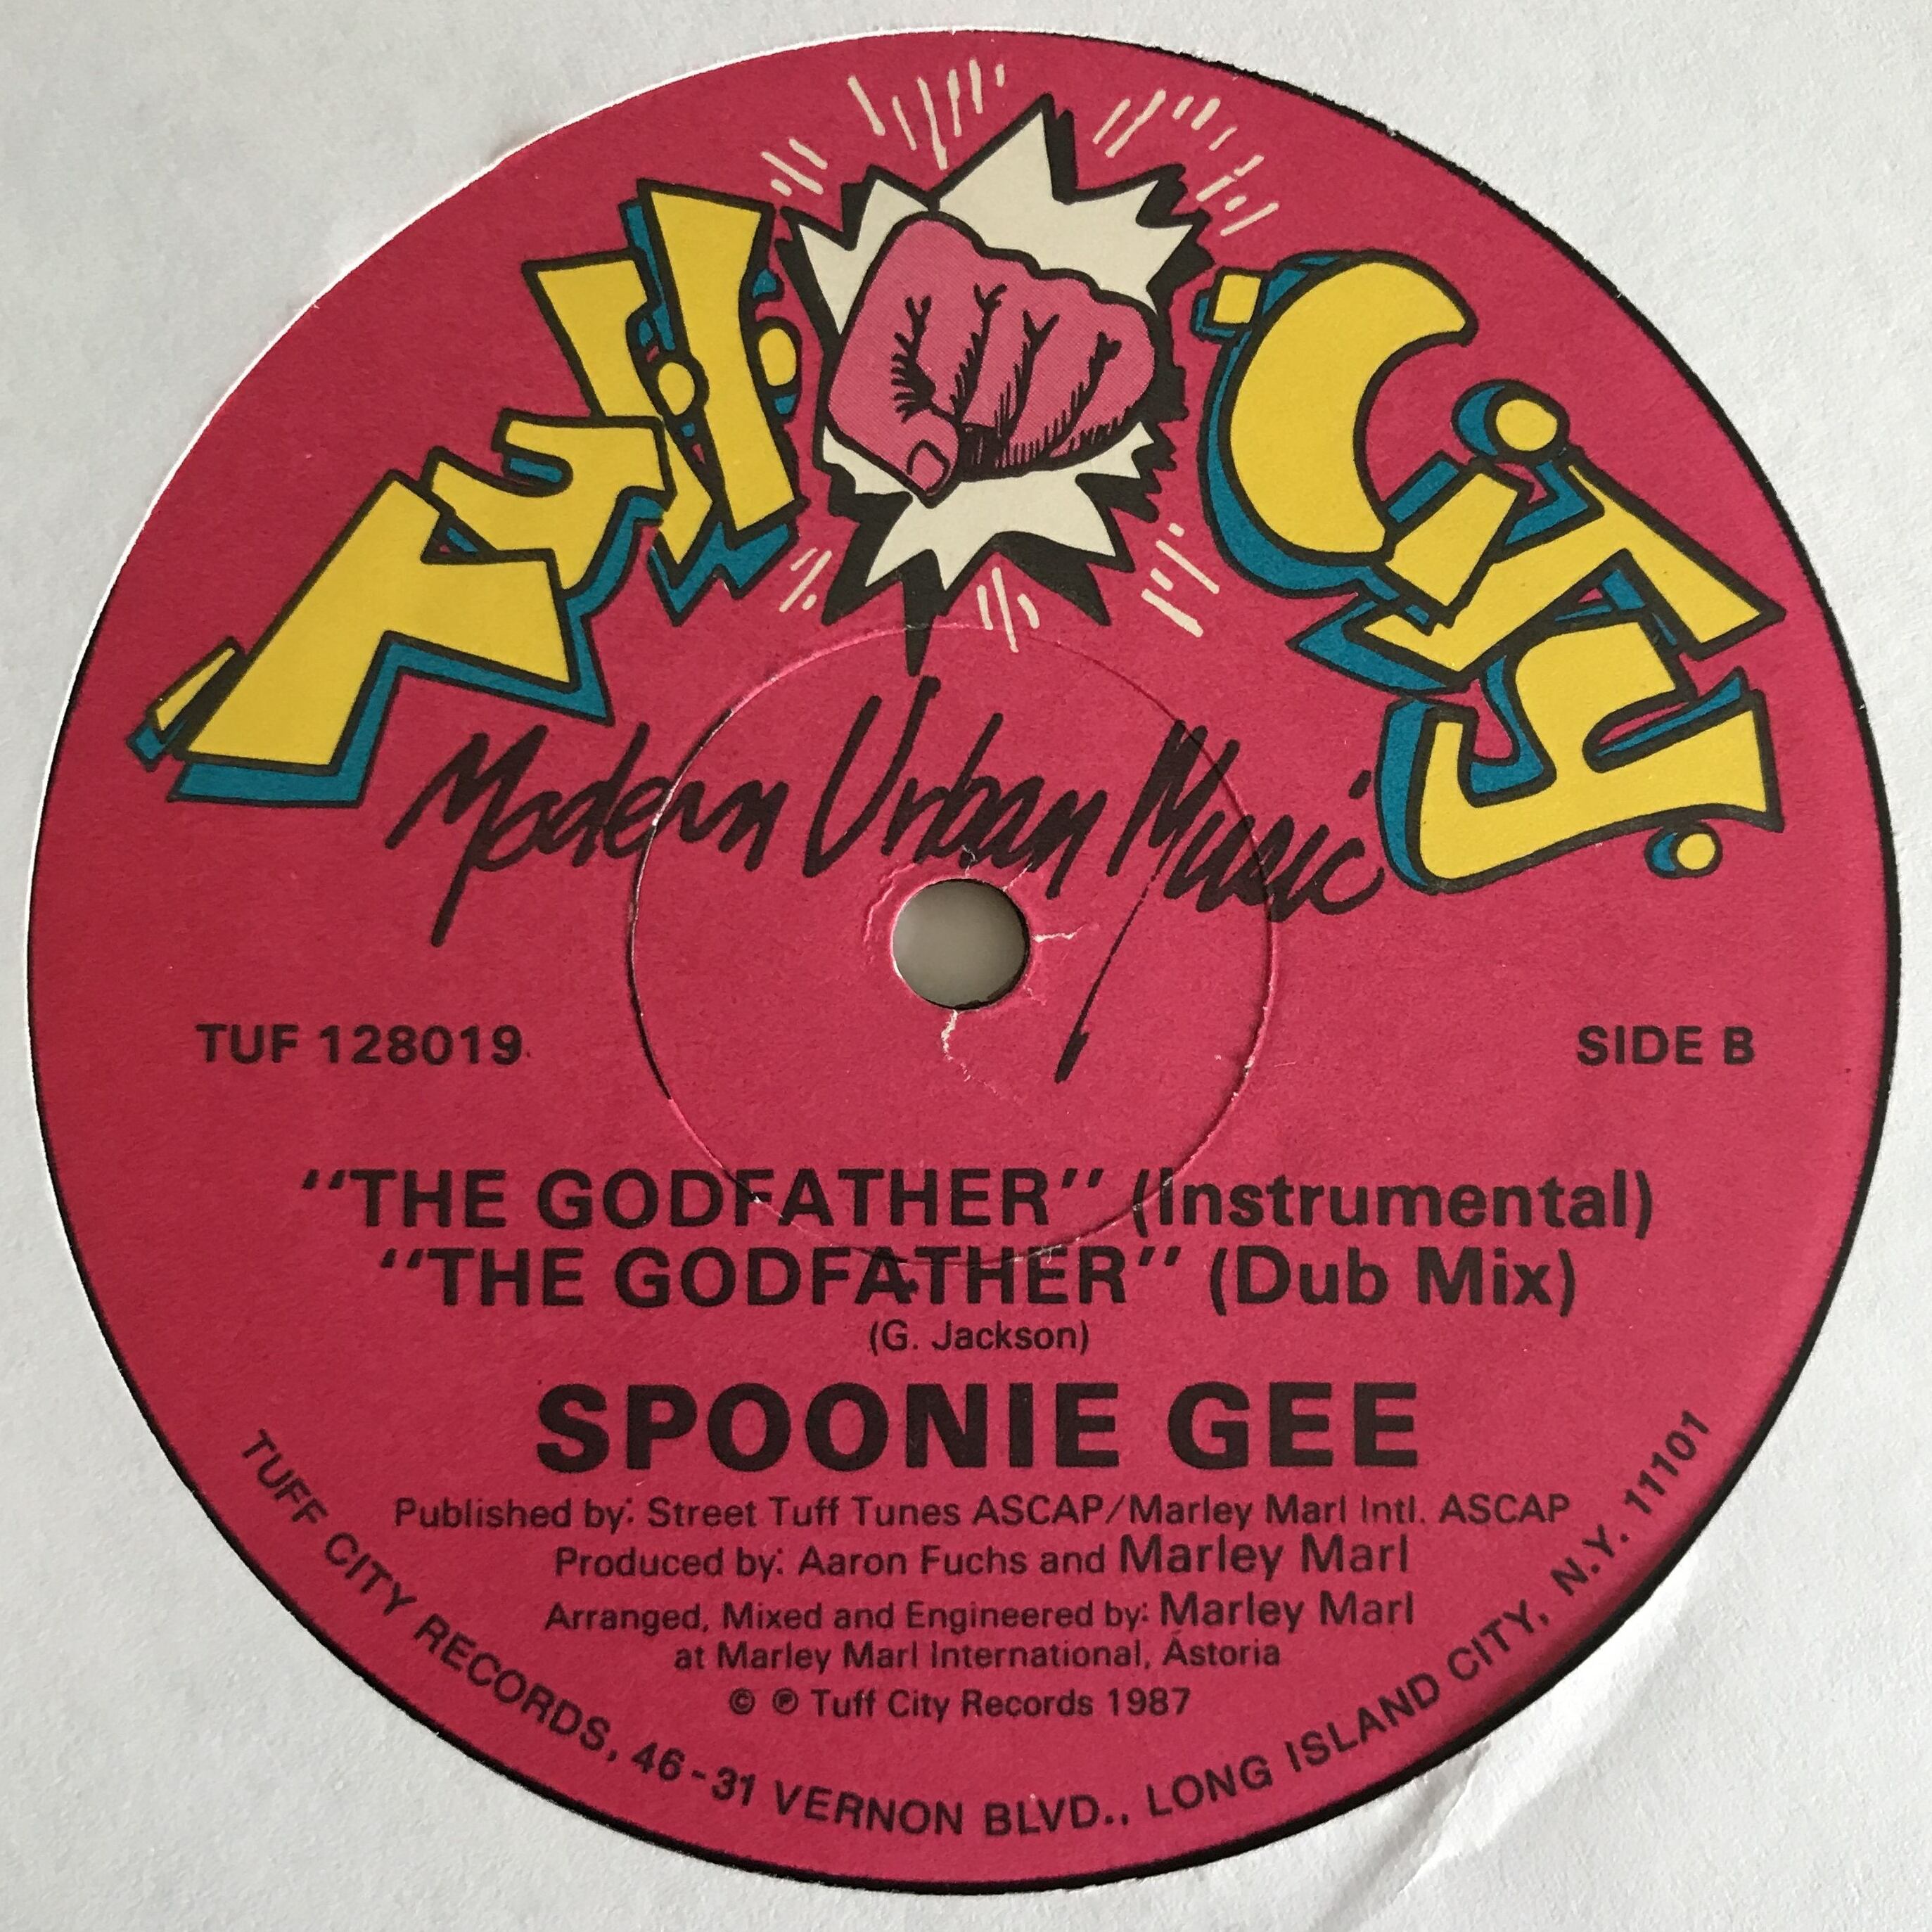 Tuff City
Modern Urban Music
TUF 128019
SIDE B
"THE GODFATHER" (Instrumental)
"THE GODFATHER" (Dub Mix)
(G. Jackson)
SPOONIE GEE
Published by: Street Tuff Tunes ASCAP/Marley Marl Intl. ASCAP
Produced by: Aaron Fuchs and Marley Marl
Arranged, Mixed and Engineered by: Marley Marl
at Marley Marl International, Astoria
© ℗ Tuff City Records 1987
TUFF CITY RECORDS, 46-31 VERNON BLVD., LONG ISLAND CITY, N.Y. 11101